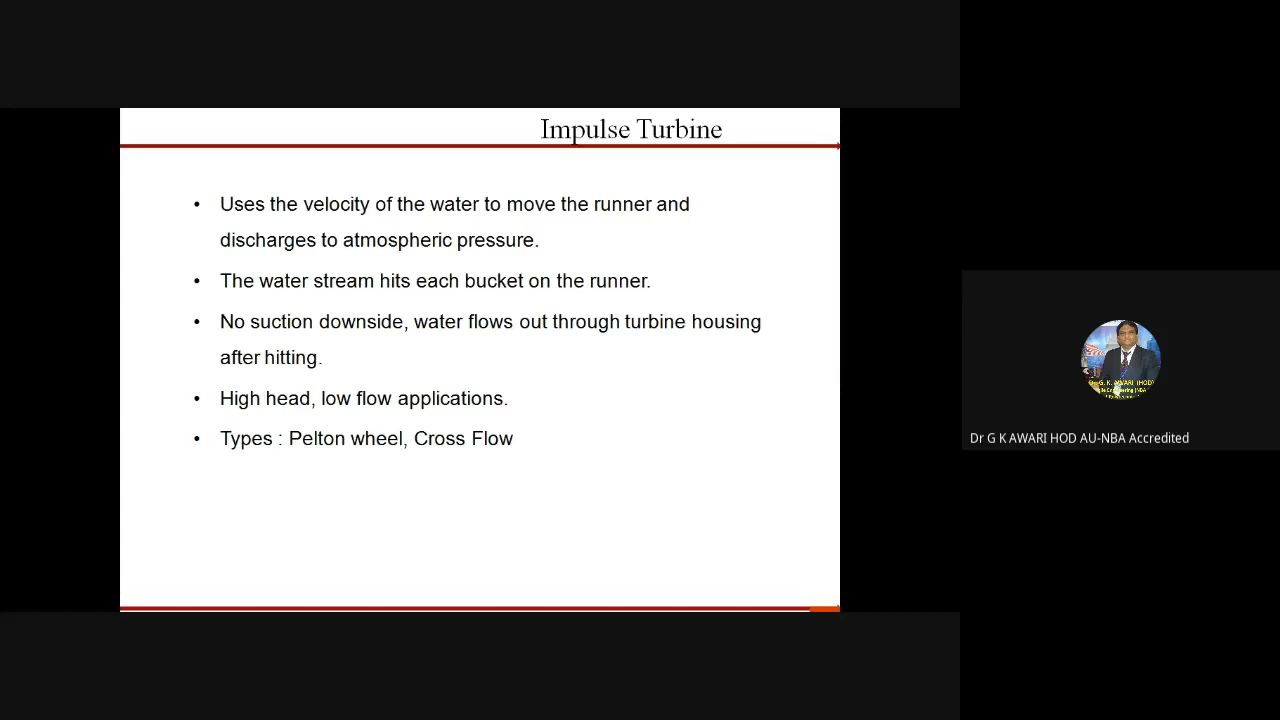 Impulse Turbine
• Uses the velocity of the water to move the runner and
discharges to atmospheric pressure.
• The water stream hits each bucket on the runner.
• No suction downside, water flows out through turbine housing
after hitting.
• High head, low flow applications.
• Types : Pelton wheel, Cross Flow
G. K. AWARI (HOD)
Dr G K AWARI HOD AU-NBA Accredited